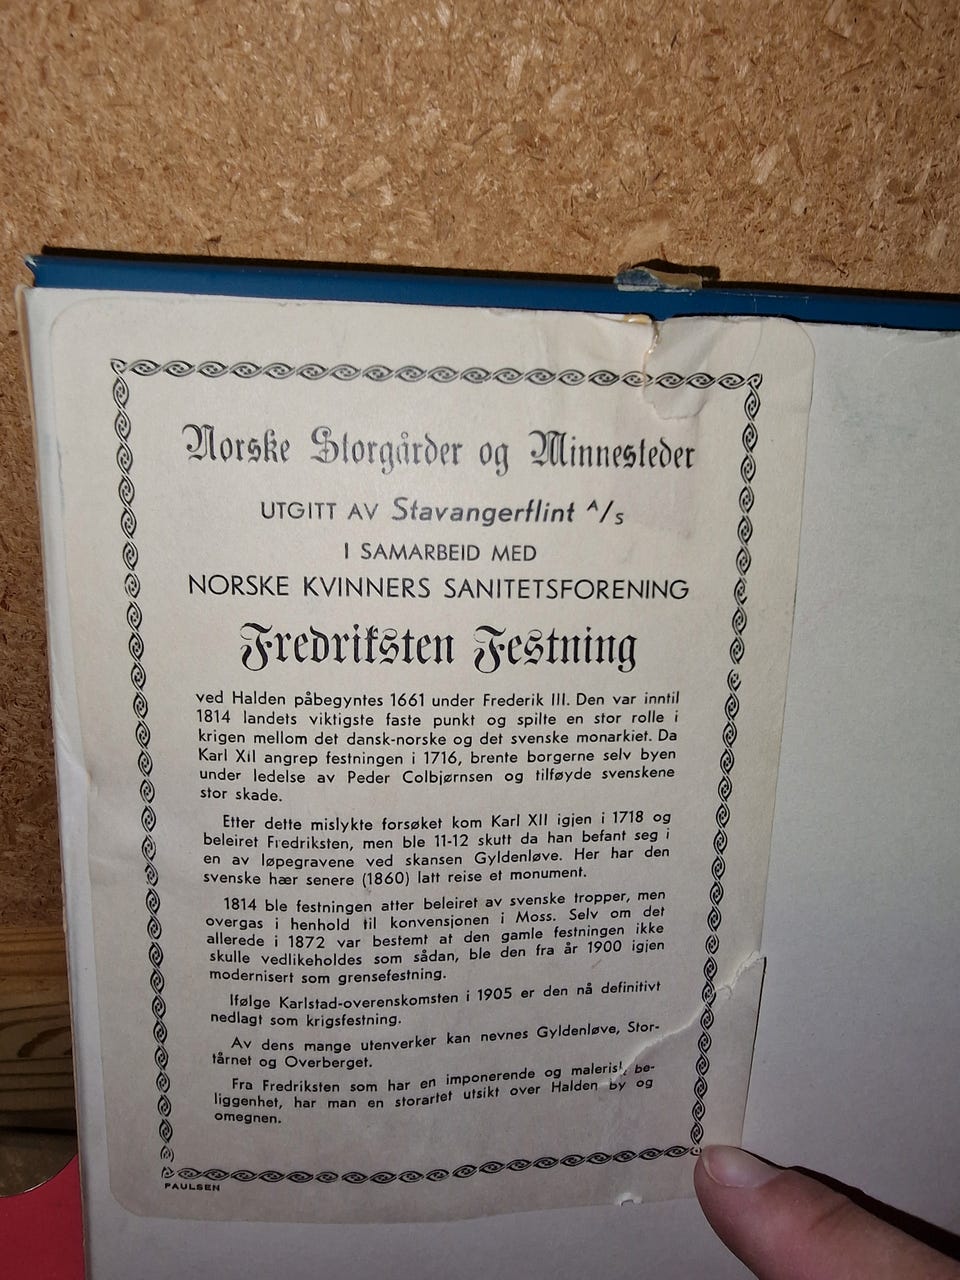 Norske Storgårder og Minnesteder
UTGITT AV Stavangerflint A/s
I SAMARBEID MED
NORSKE KVINNERS SANITETSFORENING
Fredriksten Festning
ved Halden påbegyntes 1661 under Frederik III. Den var inntil
1814 landets viktigste faste punkt og spilte en stor rolle i
krigen mellom det dansk-norske og det svenske monarkiet. Da
Karl XII angrep festningen i 1716, brente borgerne selv byen
under ledelse av Peder Colbjørnsen og tilføyde svenskene
stor skade.
Etter dette mislykte forsøket kom Karl XII igjen i 1718 og
beleiret Fredriksten, men ble 11-12 skutt da han befant seg i
en av løpegravene ved skansen Gyldenløve. Her har den
svenske hær senere (1860) latt reise et monument.
1814 ble festningen atter beleiret av svenske tropper, men
overgas i henhold til konvensjonen i Moss. Selv om det
allerede i 1872 var bestemt at den gamle festningen ikke
skulle vedlikeholdes som sådan, ble den fra år 1900 igjen
modernisert som grensefestning.
Ifølge Karlstad-overenskomsten i 1905 er den nå definitivt
nedlagt som krigsfestning.
Av dens mange utenverker kan nevnes Gyldenløve, Stor-
tårnet og Overberget.
Fra Fredriksten som har en imponerende og malerisk be-
liggenhet, har man en storartet utsikt over Halden by og
omegnen.
PAULSEN